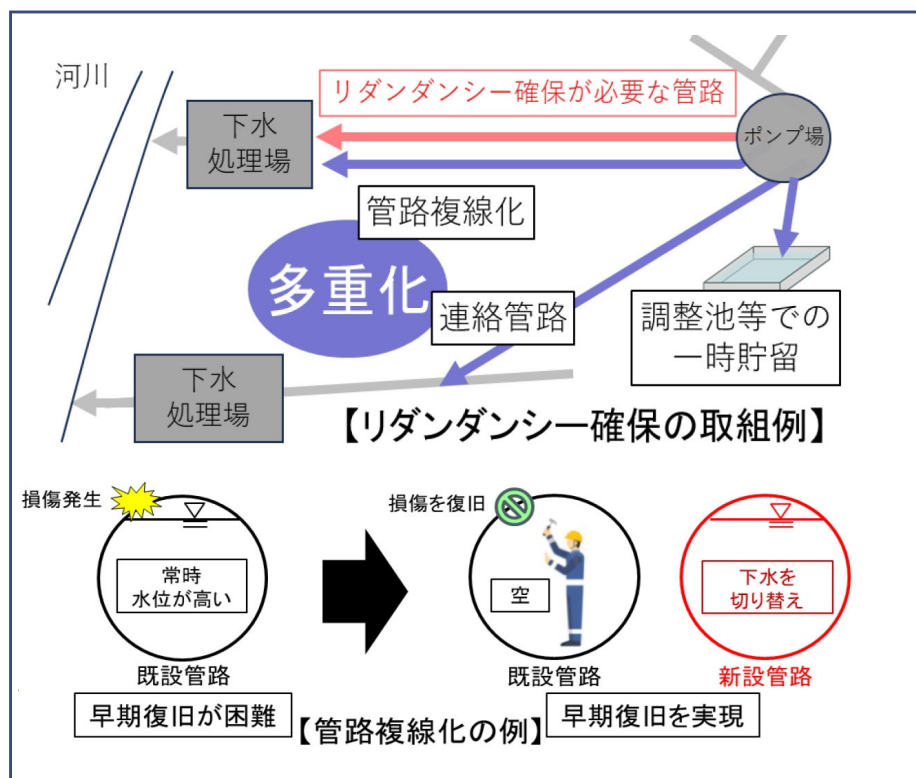 河川
リダンダンシー確保が必要な管路
下水
処理場
ポンプ場
管路複線化
多重化
連絡管路
調整池等での
一時貯留
下水
処理場
【リダンダンシー確保の取組例】
損傷発生
常時
水位が高い
既設管路
早期復旧が困難
損傷を復旧
空
既設管路
下水を
切り替え
新設管路
早期復旧を実現
【管路複線化の例】